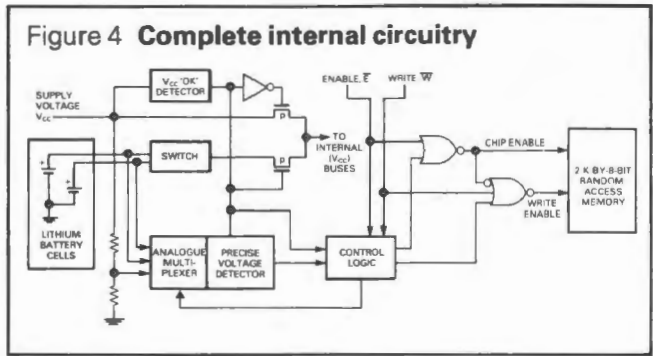 Figure 4 Complete internal circuitry
VCC "OK"
DETECTOR
ENABLE, E̅
WRITE W̅
SUPPLY
VOLTAGE
VCC
P
SWITCH
P
TO
INTERNAL
(VCC)
BUSES
CHIP ENABLE
2 K BY-8-BIT
RANDOM
ACCESS
MEMORY
WRITE
ENABLE
LITHIUM
BATTERY
CELLS
ANALOGUE
MULTI-
PLEXER
PRECISE
VOLTAGE
DETECTOR
CONTROL
LOGIC